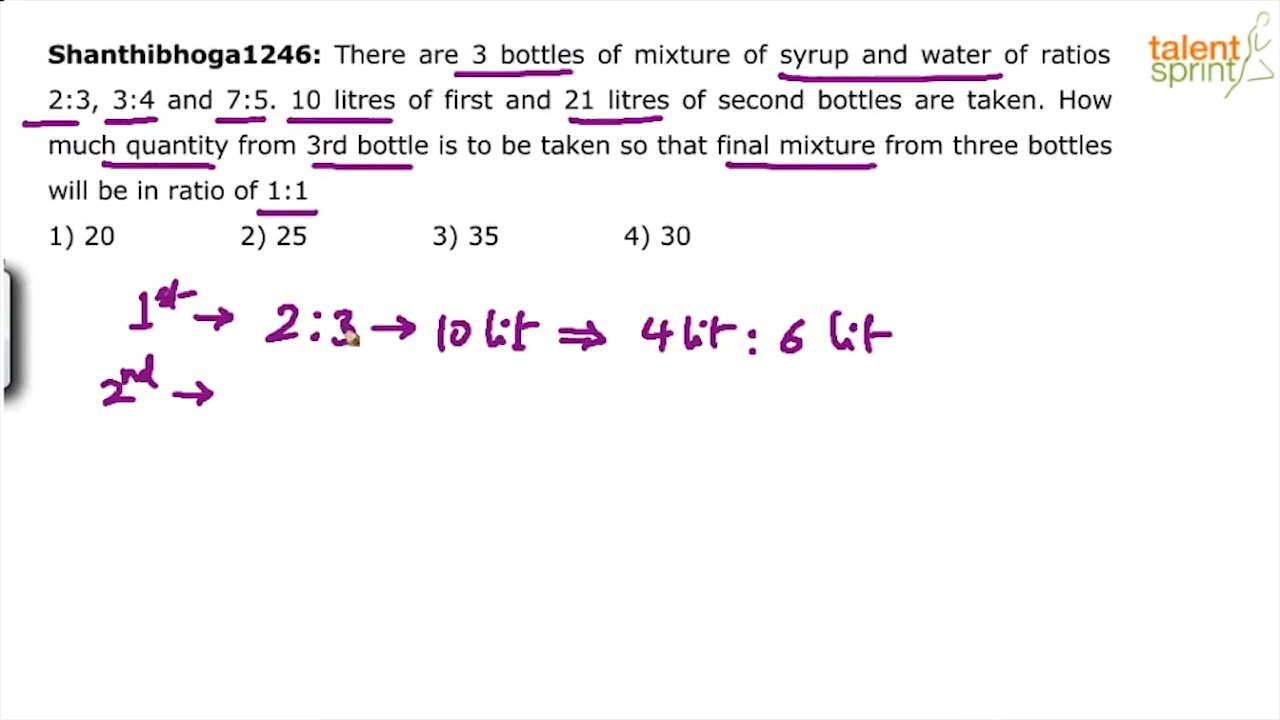 Shanthibhoga1246: There are 3 bottles of mixture of syrup and water of ratios
2:3, 3:4 and 7:5. 10 litres of first and 21 litres of second bottles are taken. How
much quantity from 3rd bottle is to be taken so that final mixture from three bottles
will be in ratio of 1:1
1) 20 2) 25 3) 35 4) 30
talent
sprint
1st → 2:3 → 10 lit ⇒ 4 lit : 6 lit
2nd →